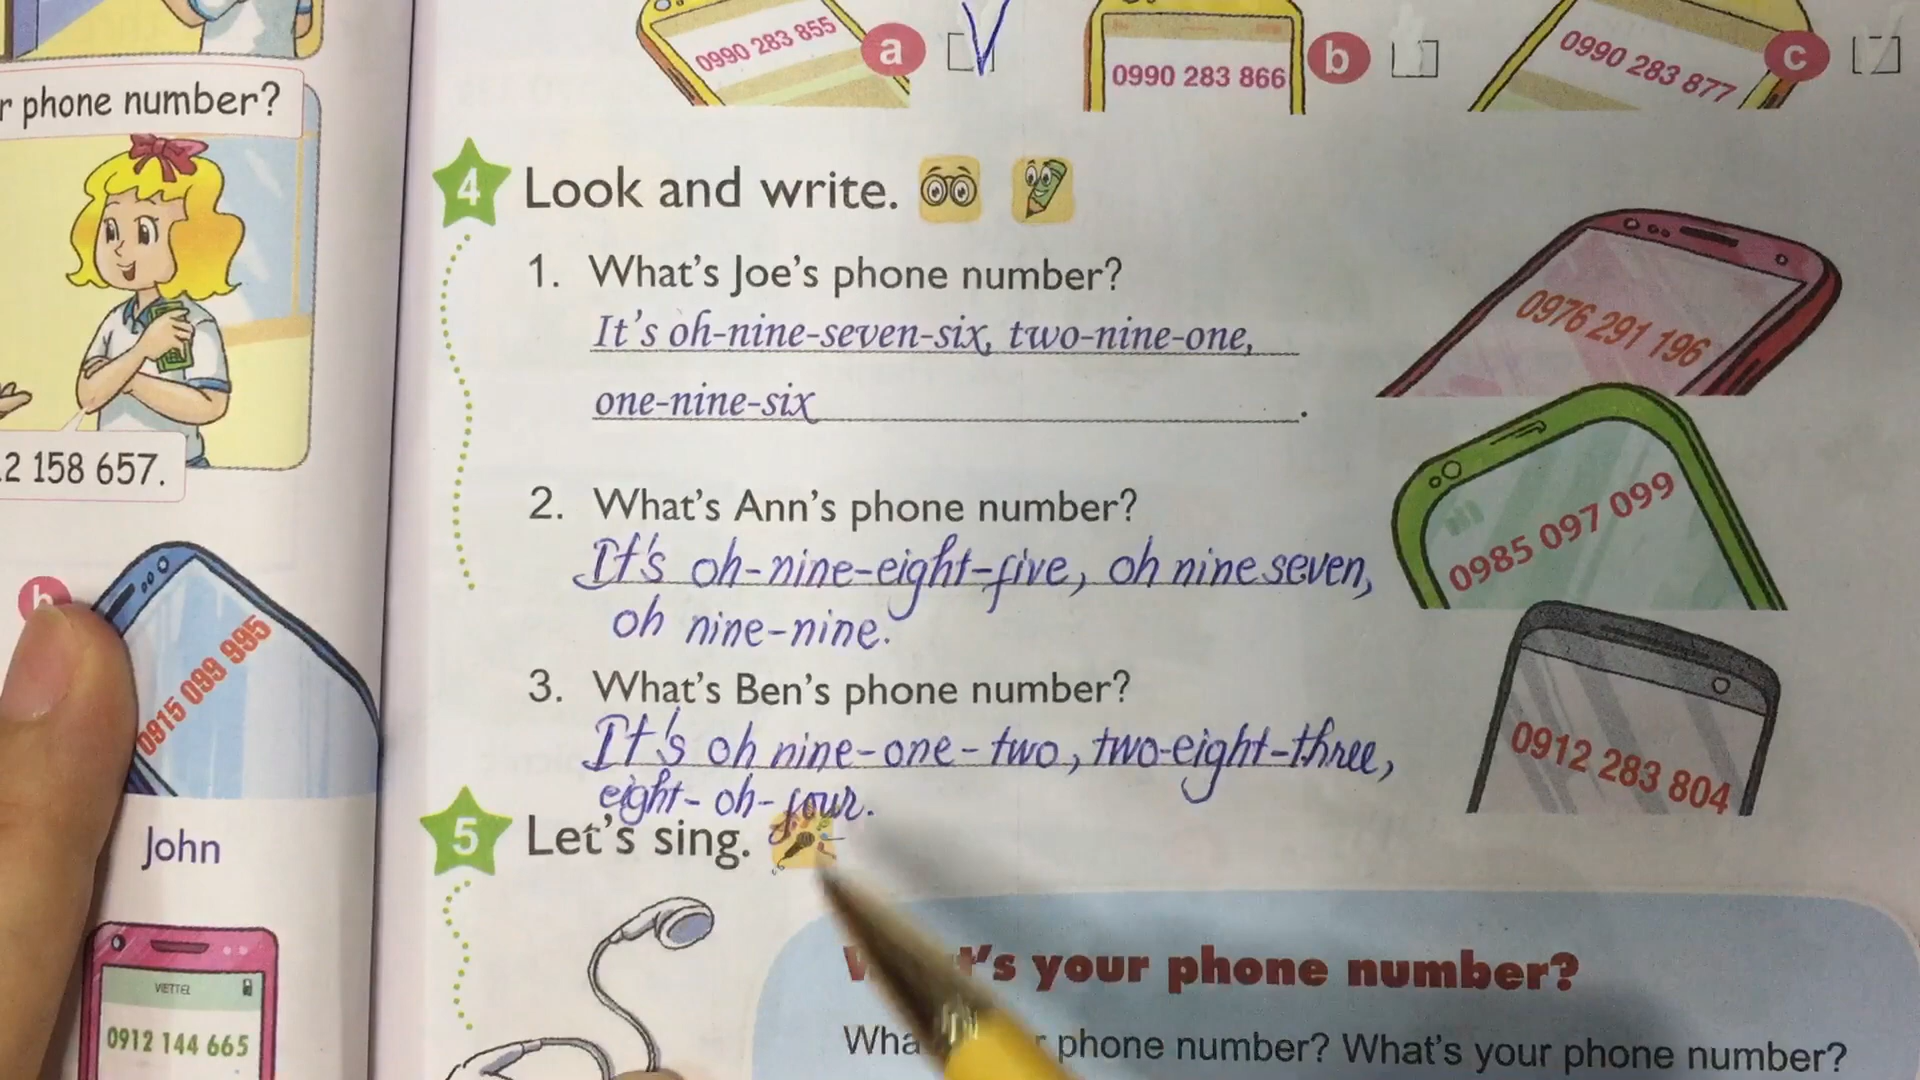 r phone number?
2 158 657.
0915 099 995
John
VIETTEL
0912 144 665
0990 283 855
a
0990 283 866
b
0990 283 877
c
4 Look and write.
1. What's Joe's phone number?
It's oh-nine-seven-six, two-nine-one,
one-nine-six.
0976 291 196
2. What's Ann's phone number?
It's oh-nine-eight-five, oh nine seven,
oh nine-nine.
0985 097 099
3. What's Ben's phone number?
It's oh nine-one-two, two-eight-three,
eight-oh-four.
0912 283 804
5 Let's sing.
your phone number?
phone number? What's your phone number?